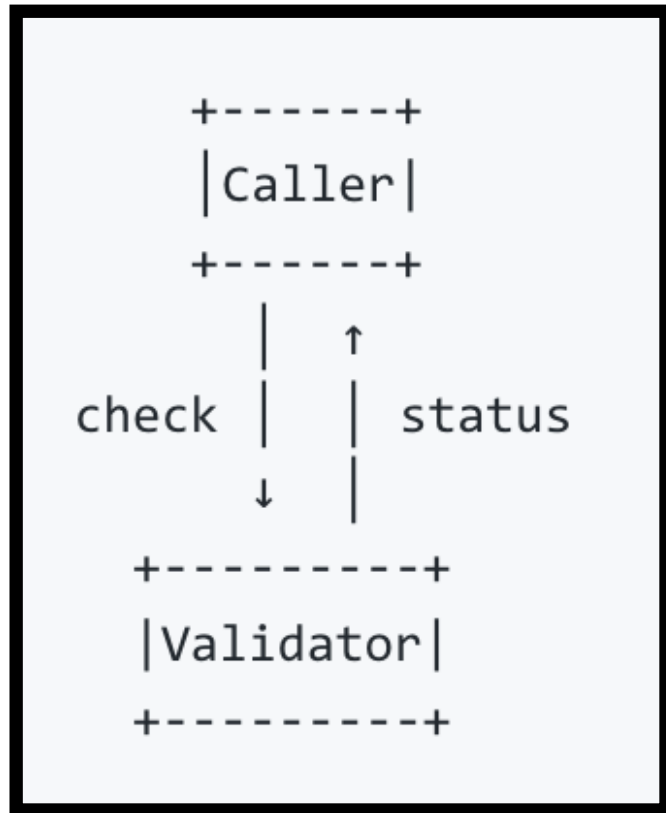 +------+
|Caller|
+------+
|  ↑
check |  | status
↓  |
+---------+
|Validator|
+---------+